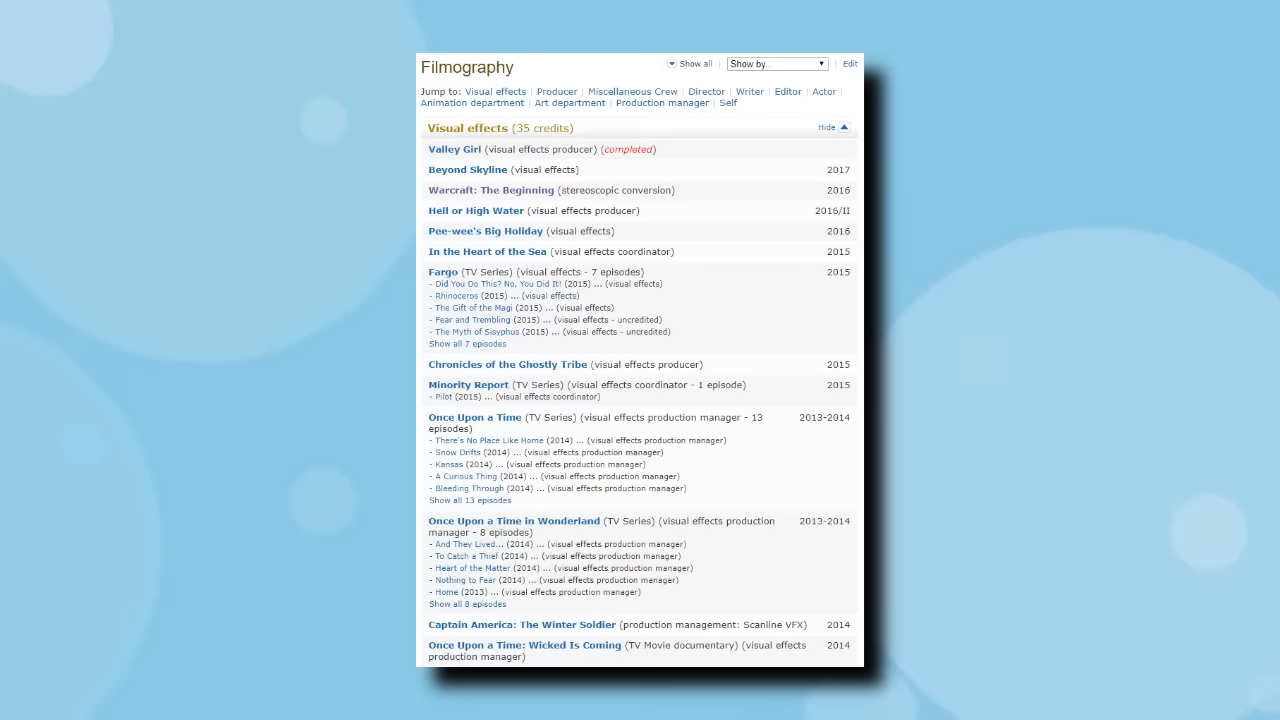 Filmography
Show all | Show by... | Edit
Jump to: Visual effects | Producer | Miscellaneous Crew | Director | Writer | Editor | Actor |
Animation department | Art department | Production manager | Self
Visual effects (35 credits) Hide
Valley Girl (visual effects producer) (completed)
Beyond Skyline (visual effects) 2017
Warcraft: The Beginning (stereoscopic conversion) 2016
Hell or High Water (visual effects producer) 2016/II
Pee-wee's Big Holiday (visual effects) 2016
In the Heart of the Sea (visual effects coordinator) 2015
Fargo (TV Series) (visual effects - 7 episodes) 2015
- Did You Do This? No, You Did It! (2015) ... (visual effects)
- Rhinoceros (2015) ... (visual effects)
- The Gift of the Magi (2015) ... (visual effects)
- Fear and Trembling (2015) ... (visual effects - uncredited)
- The Myth of Sisyphus (2015) ... (visual effects - uncredited)
Show all 7 episodes
Chronicles of the Ghostly Tribe (visual effects producer) 2015
Minority Report (TV Series) (visual effects coordinator - 1 episode) 2015
- Pilot (2015) ... (visual effects coordinator)
Once Upon a Time (TV Series) (visual effects production manager - 13 2013-2014
episodes)
- There's No Place Like Home (2014) ... (visual effects production manager)
- Snow Drifts (2014) ... (visual effects production manager)
- Kansas (2014) ... (visual effects production manager)
- A Curious Thing (2014) ... (visual effects production manager)
- Bleeding Through (2014) ... (visual effects production manager)
Show all 13 episodes
Once Upon a Time in Wonderland (TV Series) (visual effects production 2013-2014
manager - 8 episodes)
- And They Lived... (2014) ... (visual effects production manager)
- To Catch a Thief (2014) ... (visual effects production manager)
- Heart of the Matter (2014) ... (visual effects production manager)
- Nothing to Fear (2014) ... (visual effects production manager)
- Home (2013) ... (visual effects production manager)
Show all 8 episodes
Captain America: The Winter Soldier (production management: Scanline VFX) 2014
Once Upon a Time: Wicked Is Coming (TV Movie documentary) (visual effects 2014
production manager)